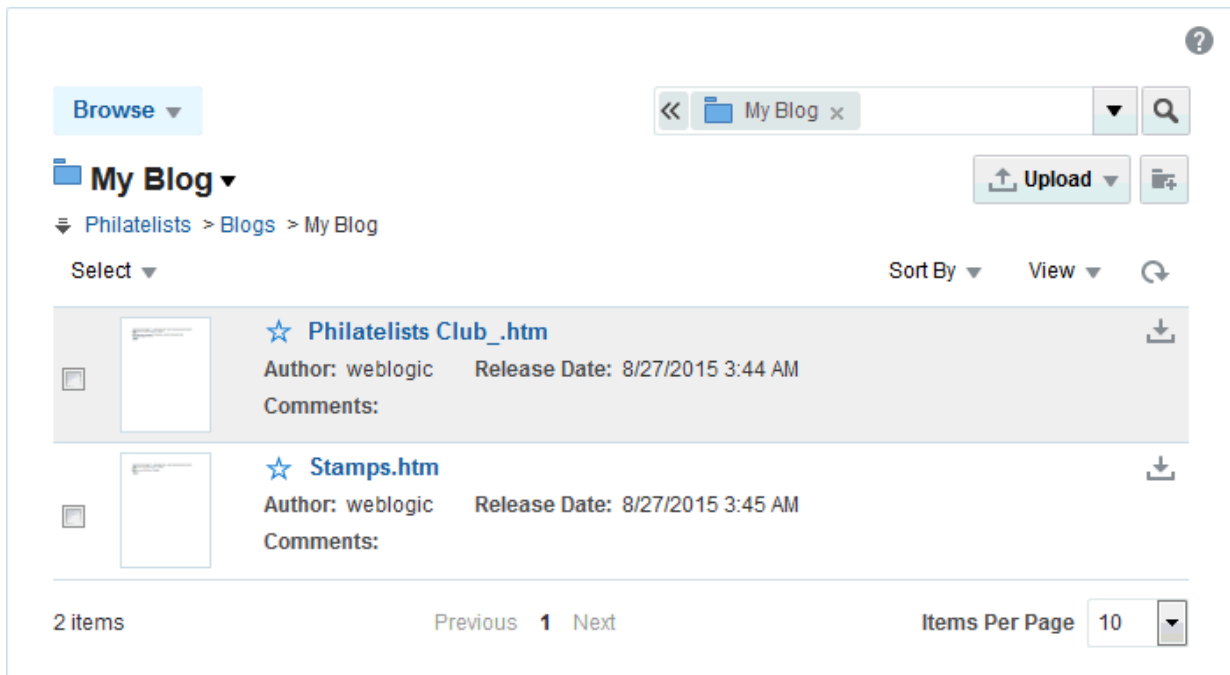 Browse
My Blog
My Blog
Upload
Philatelists > Blogs > My Blog
Select
Sort By
View
Philatelists Club_.htm
Author: weblogic Release Date: 8/27/2015 3:44 AM
Comments:
Stamps.htm
Author: weblogic Release Date: 8/27/2015 3:45 AM
Comments:
2 items
Previous 1 Next
Items Per Page 10